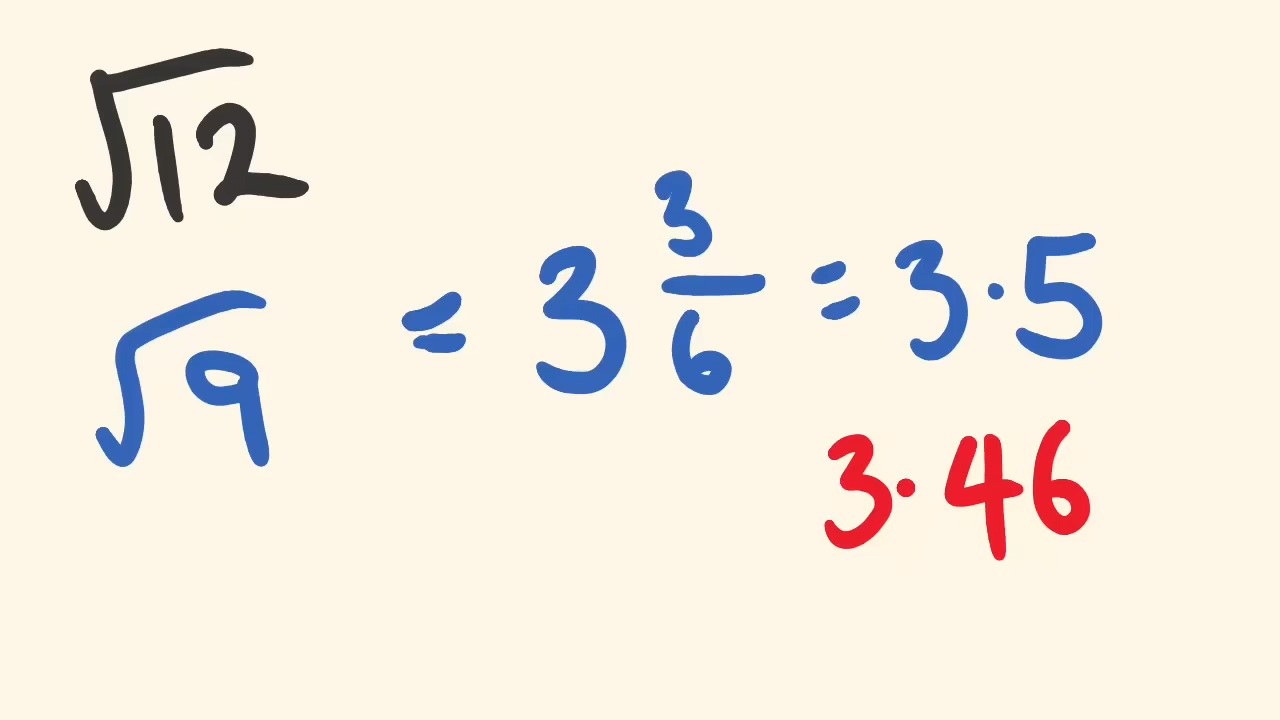 √12
√9 = 3 3/6 = 3.5
3.46